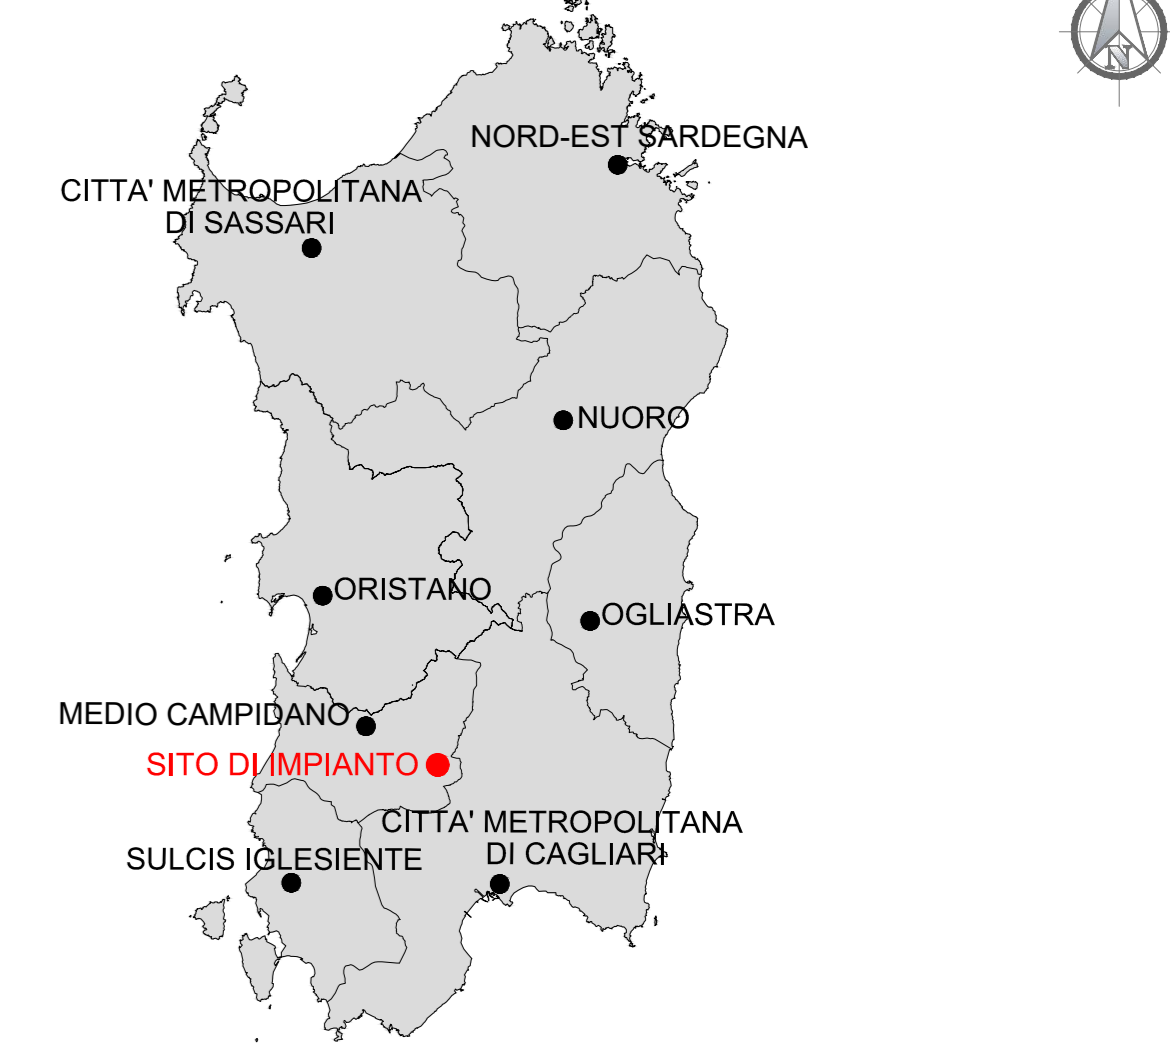 N
NORD-EST SARDEGNA
CITTA' METROPOLITANA
DI SASSARI
NUORO
ORISTANO
OGLIASTRA
MEDIO CAMPIDANO
SITO DI IMPIANTO
CITTA' METROPOLITANA
DI CAGLIARI
SULCIS IGLESIENTE